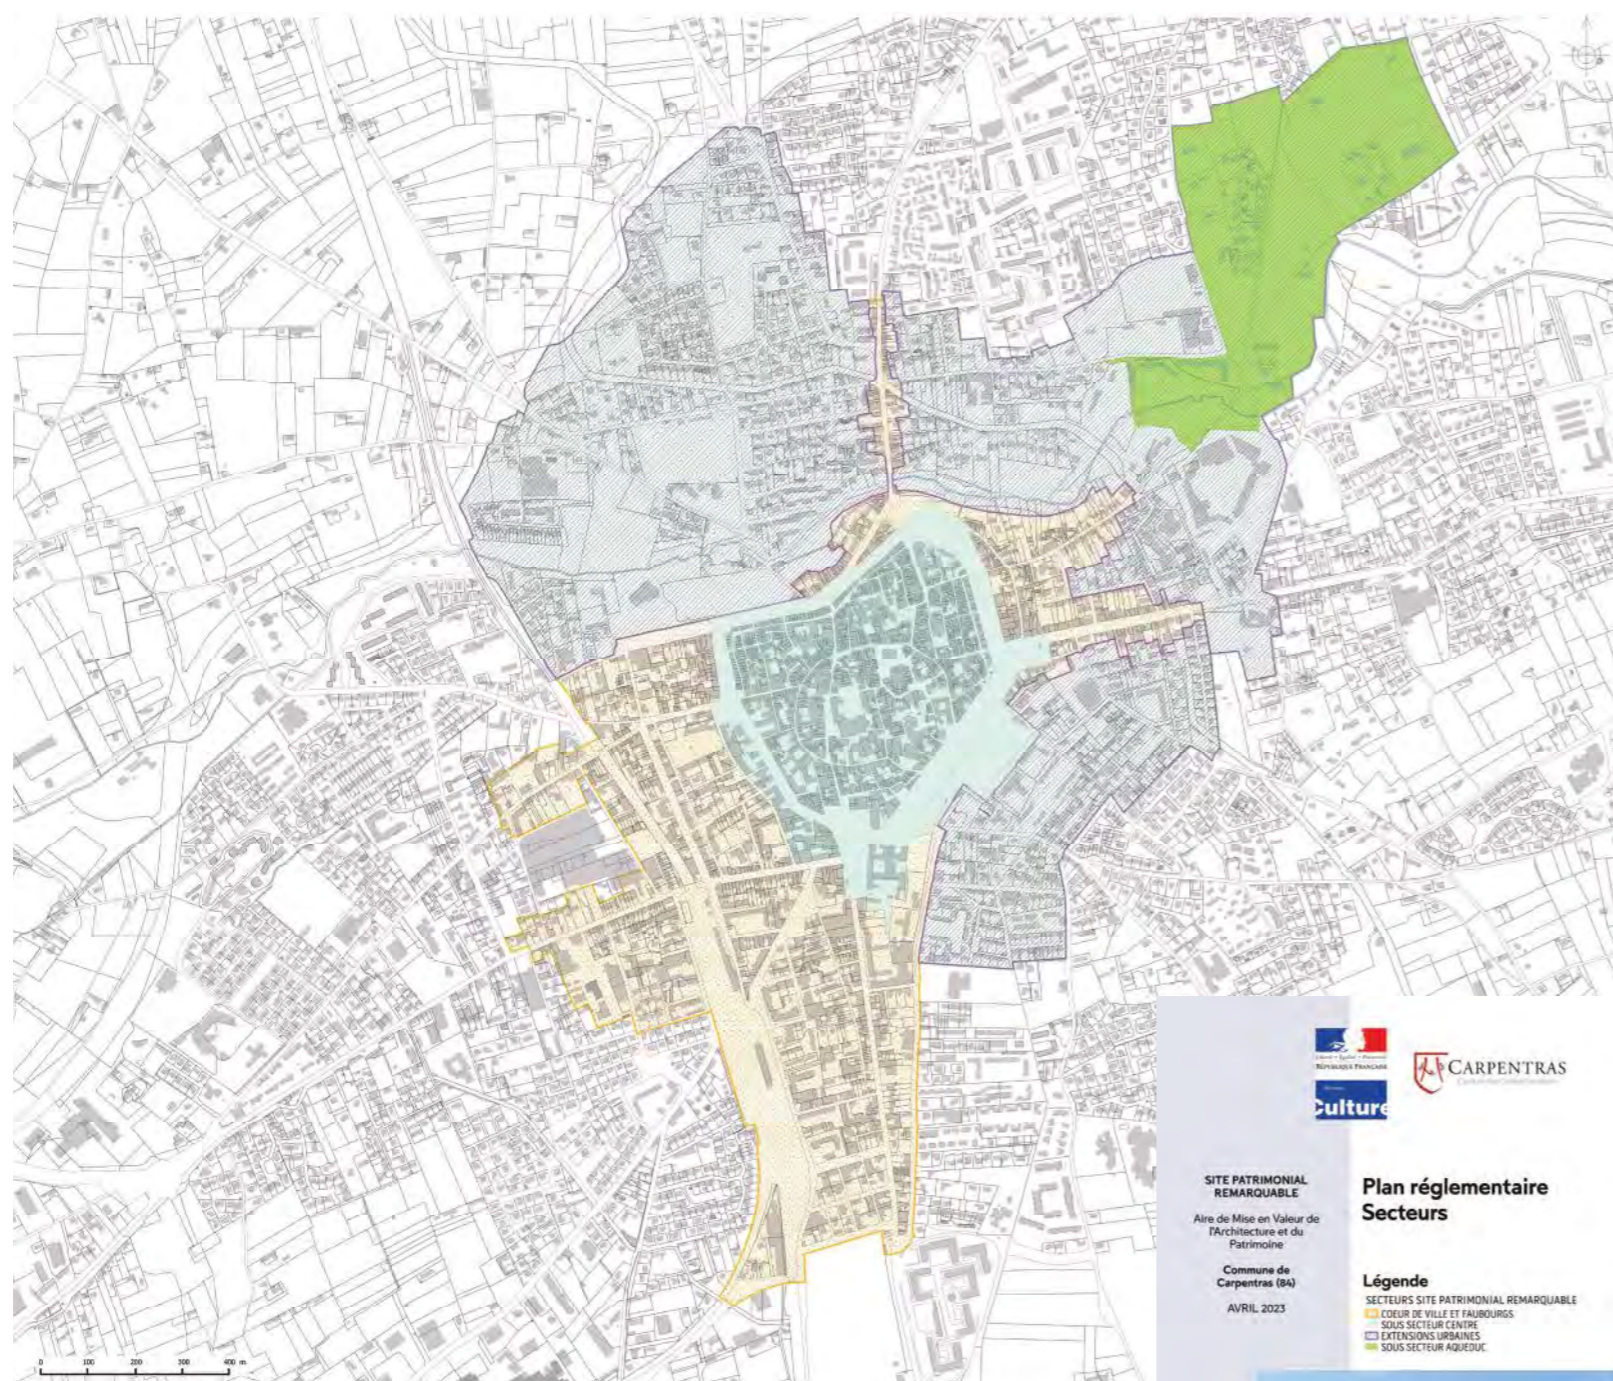 CARPENTRAS
RÉPUBLIQUE FRANÇAISE
Culture
SITE PATRIMONIAL
REMARQUABLE
Aire de Mise en Valeur de
l'Architecture et du
Patrimoine
Commune de
Carpentras (84)
AVRIL 2023
Plan réglementaire
Secteurs
Légende
SECTEURS SITE PATRIMONIAL REMARQUABLE
COEUR DE VILLE ET FAUBOURGS
SOUS SECTEUR CENTRE
EXTENSIONS URBAINES
SOUS SECTEUR AQUEDUC
0 100 200 300 400 m